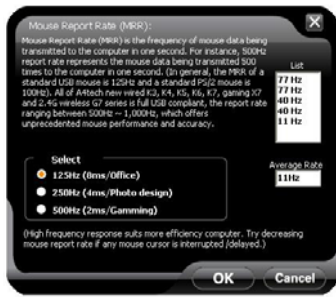 Mouse Report Rate (MRR):
Mouse Report Rate (MRR) is the frequency of mouse data being
transmitted to the computer in one second. For instance, 500Hz
report rate represents the mouse data being transmitted 500
times to the computer in one second. (In general, the MRR of a
standard USB mouse is 125Hz and a standard PS/2 mouse is
100Hz). All of A4tech new wired K3, K4, K5, K6, K7, gaming X7
and 2.4G wireless G7 series is full USB compliant, the report rate
ranging between 500Hz ~ 1,000Hz, which offers
unprecedented mouse performance and accuracy.
List
77 Hz
77 Hz
40 Hz
40 Hz
11 Hz
Select
125Hz (8ms/Office)
250Hz (4ms/Photo design)
500Hz (2ms/Gamming)
Average Rate
11Hz
(High frequency response suits more efficiency computer. Try decreasing
mouse report rate if any mouse cursor is interrupted /delayed.)
OK
Cancel